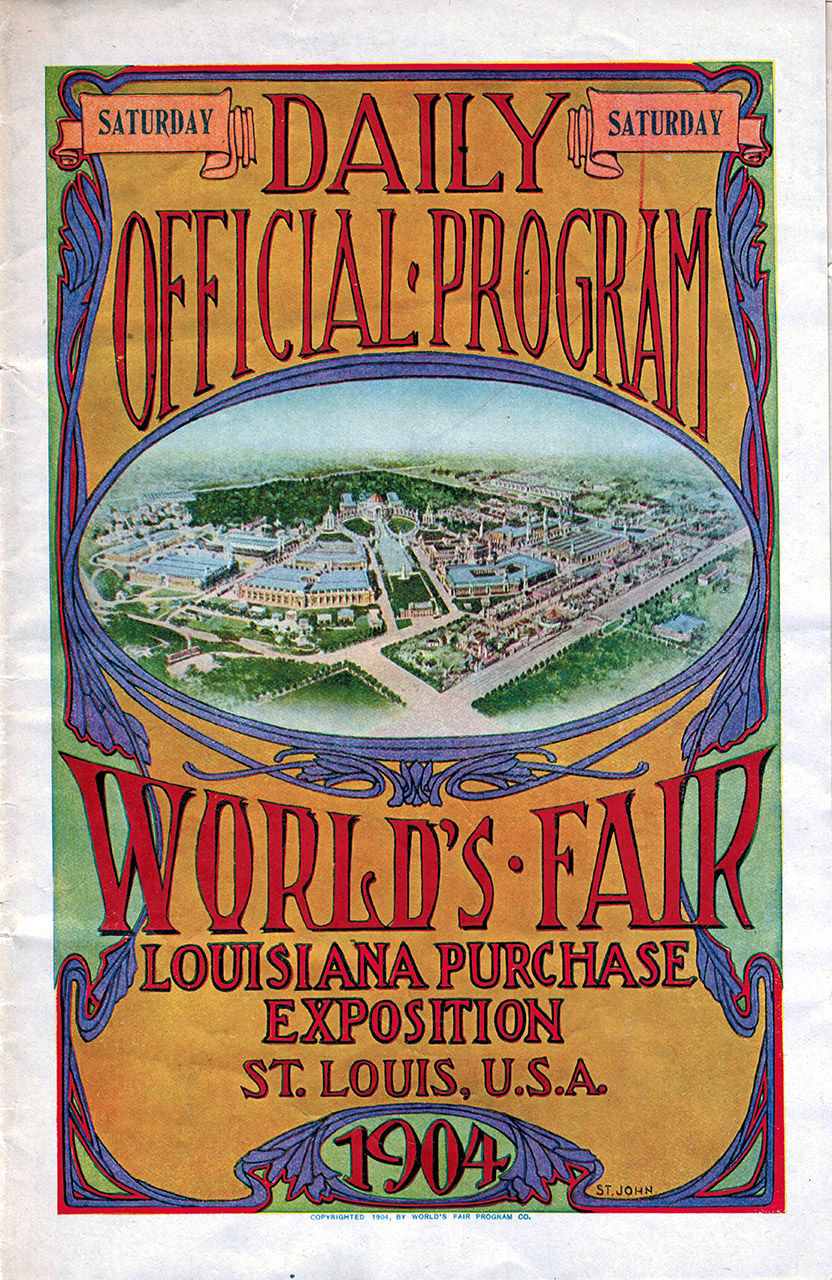 SATURDAY
DAILY
SATURDAY
OFFICIAL·PROGRAM
WORLD'S·FAIR
LOUISIANA PURCHASE
EXPOSITION
ST. LOUIS, U.S.A.
1904
ST. JOHN
COPYRIGHTED 1904, BY WORLD'S FAIR PROGRAM CO.